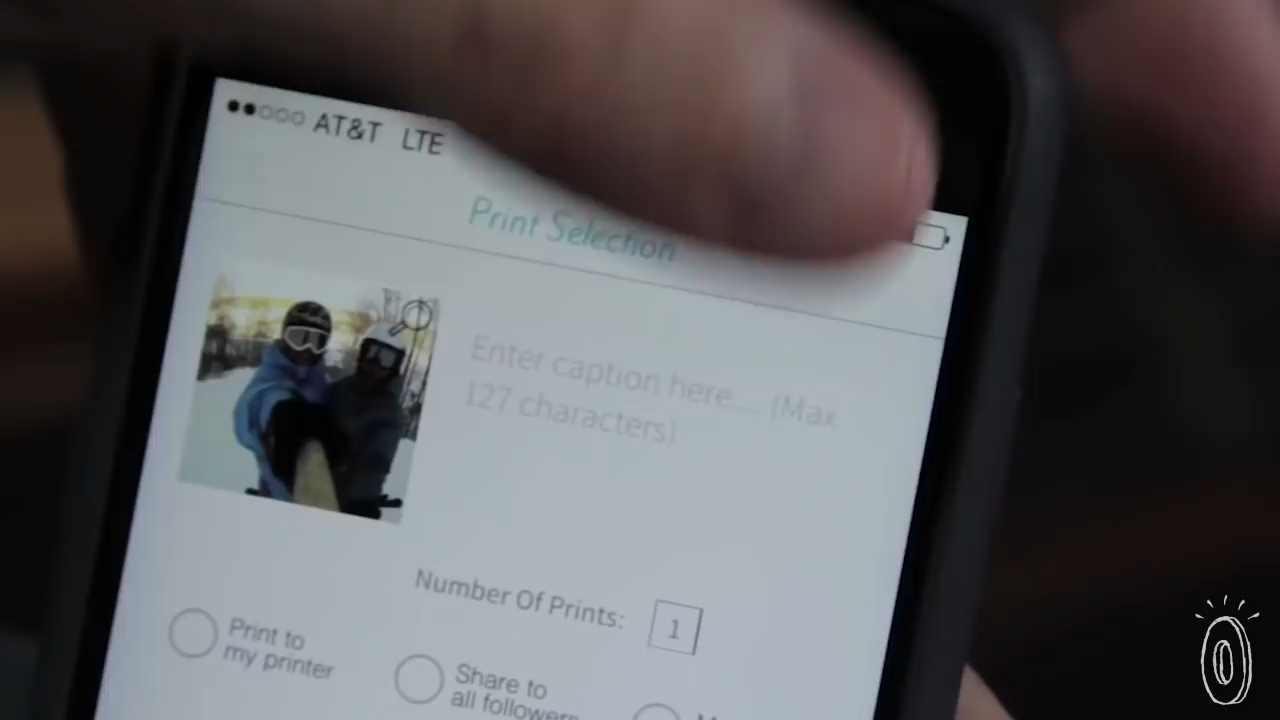 AT&T LTE
Print Selection
Enter caption here.... (Max
127 characters)
Number Of Prints: 1
Print to
my printer
Share to
all followers